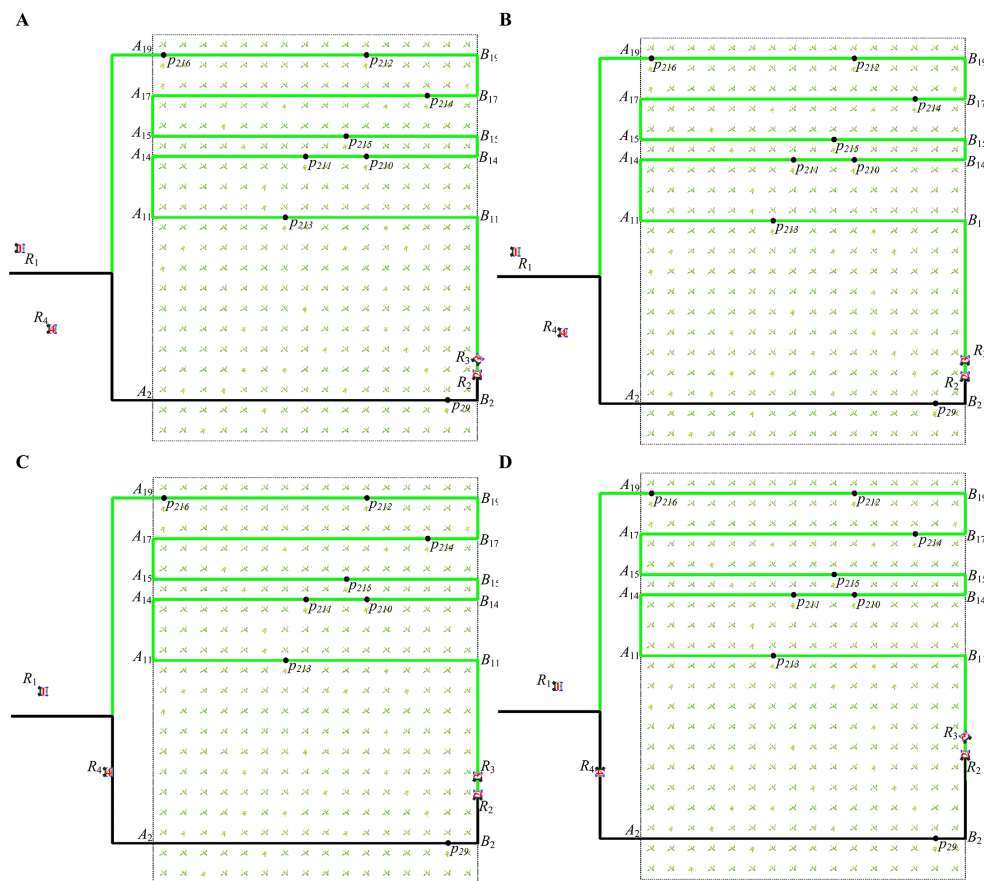 A
A19 B19
p216 p212
A17 B17
p214
A15 B15
p215
A14 B14
p211 p210
A11 B11
p213
R1
R4
R3
R2
A2 B2
p29
B
A19 B19
p216 p212
A17 B17
p214
A15 B15
p215
A14 B14
p211 p210
A11 B11
p213
R1
R4
R2
A2 B2
p29
C
A19 B19
p216 p212
A17 B17
p214
A15 B15
p215
A14 B14
p211 p210
A11 B11
p213
R1
R4 R3
R2
A2 B2
p29
D
A19 B19
p216 p212
A17 B17
p214
A15 B15
p215
A14 B14
p211 p210
A11 B11
p213
R1
R3
R4 R2
A2 B2
p29